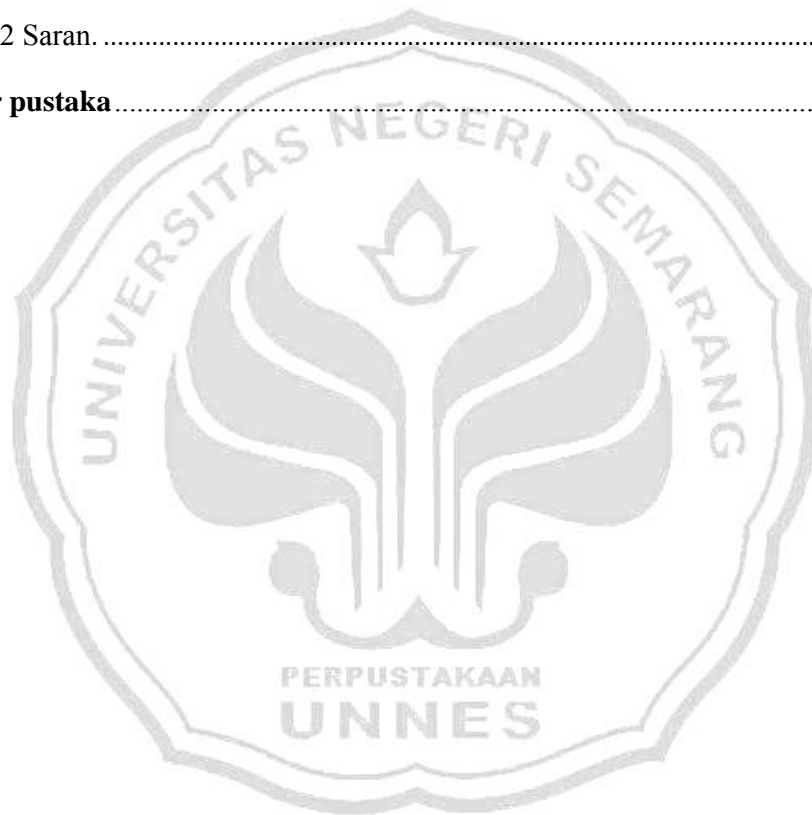 2 Saran. ........................................................................................................
r pustaka........................................................................................................
UNIVERSITAS NEGERI SEMARANG
PERPUSTAKAAN
UNNES